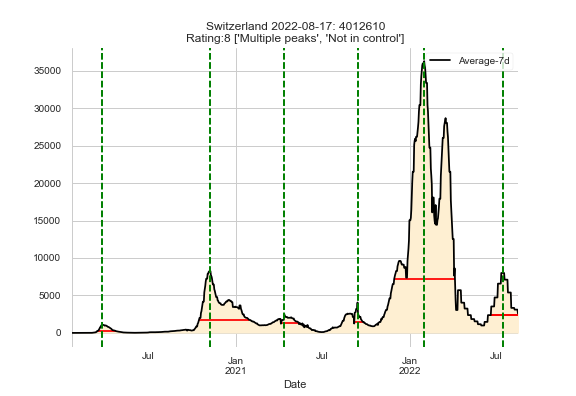 Switzerland 2022-08-17: 4012610
Rating:8 ['Multiple peaks', 'Not in control']
Average-7d
35000
30000
25000
20000
15000
10000
5000
0
Jul
Jan
2021
Jul
Jan
2022
Jul
Date